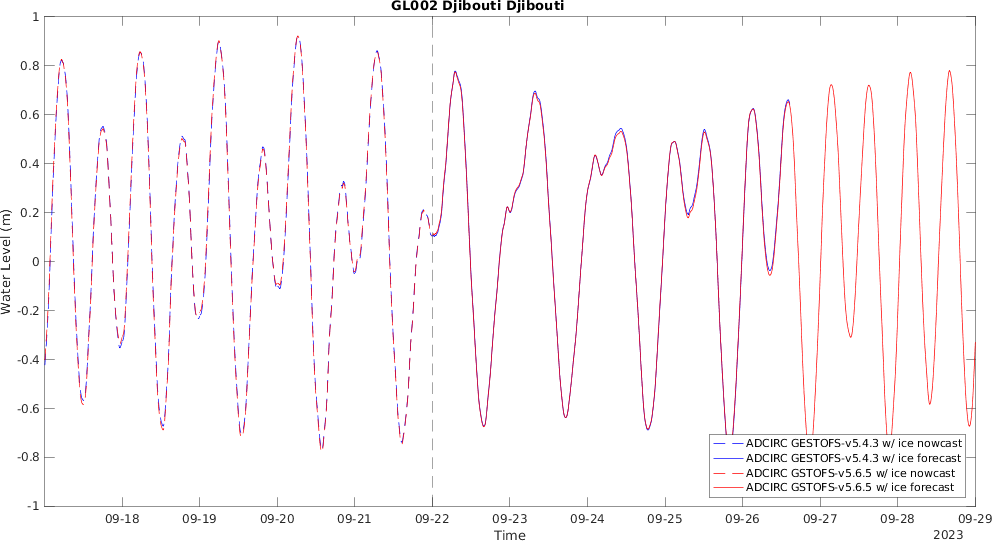 GL002 Djibouti Djibouti
1
0.8
0.6
0.4
0.2
0
-0.2
-0.4
-0.6
-0.8
-1
Water Level (m)
ADCIRC GESTOFS-v5.4.3 w/ ice nowcast
ADCIRC GESTOFS-v5.4.3 w/ ice forecast
ADCIRC GSTOFS-v5.6.5 w/ ice nowcast
ADCIRC GSTOFS-v5.6.5 w/ ice forecast
09-18 09-19 09-20 09-21 09-22 09-23 09-24 09-25 09-26 09-27 09-28 09-29
Time
2023